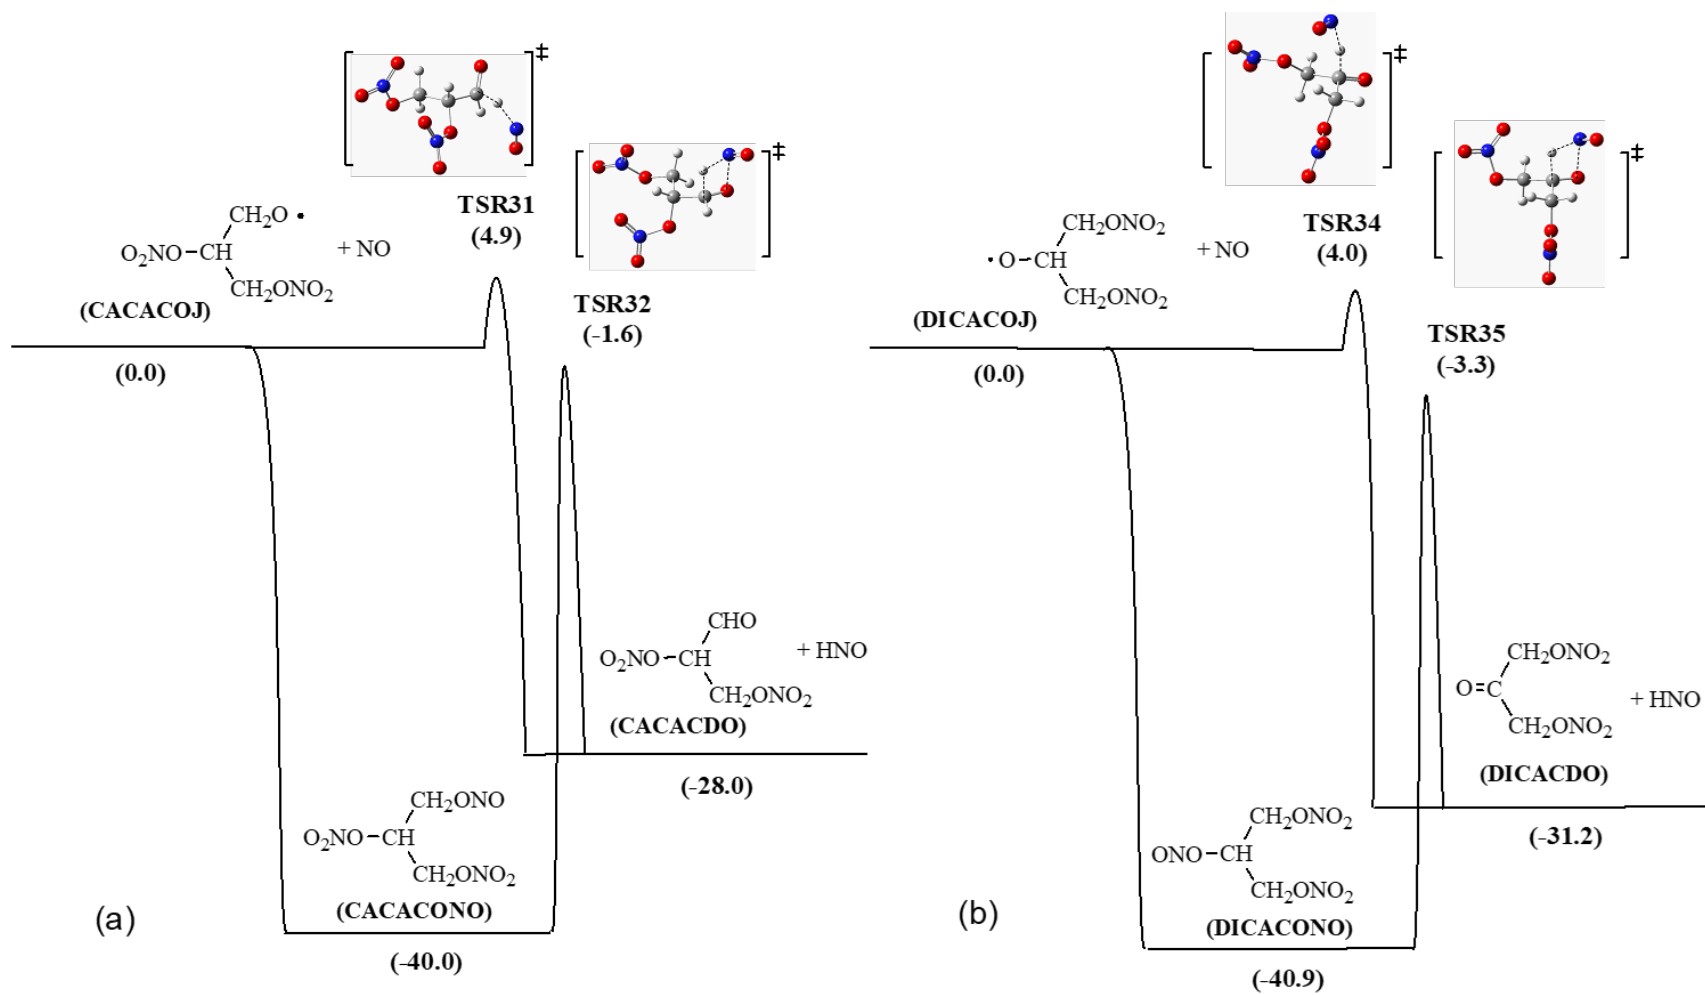 ‡
TSR31
(4.9)
‡
TSR32
(-1.6)
CH₂O •
O₂NO–CH
+ NO
CH₂ONO₂
(CACACOJ)
(0.0)
CHO
O₂NO–CH
+ HNO
CH₂ONO₂
(CACACDO)
(-28.0)
CH₂ONO
O₂NO–CH
CH₂ONO₂
(CACACONO)
(-40.0)
(a)
‡
TSR34
(4.0)
‡
TSR35
(-3.3)
CH₂ONO₂
•O–CH
+ NO
CH₂ONO₂
(DICACOJ)
(0.0)
CH₂ONO₂
O=C
+ HNO
CH₂ONO₂
(DICACDO)
(-31.2)
CH₂ONO₂
ONO–CH
CH₂ONO₂
(DICACONO)
(-40.9)
(b)